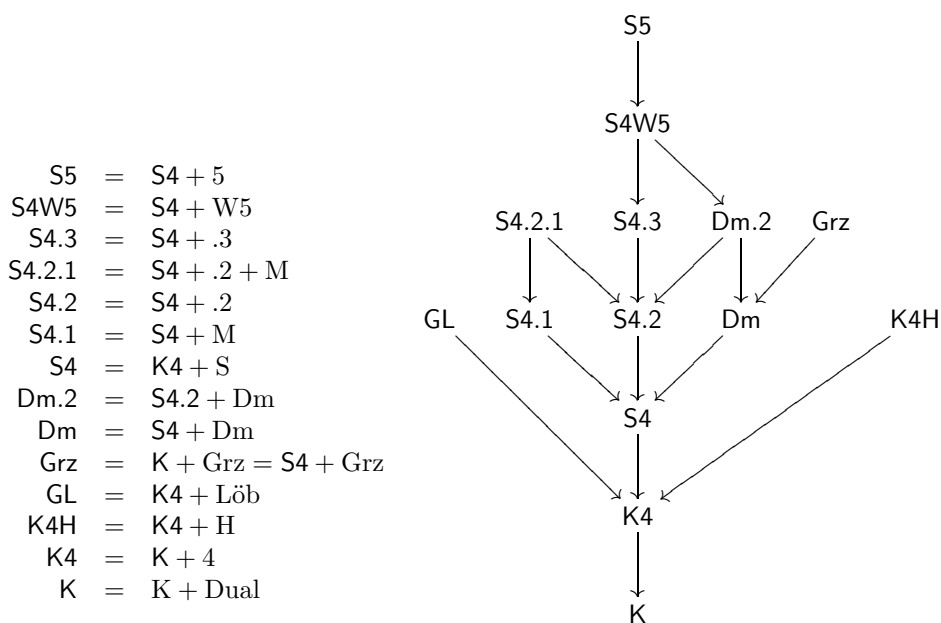 S5 = S4 + 5
S4W5 = S4 + W5
S4.3 = S4 + .3
S4.2.1 = S4 + .2 + M
S4.2 = S4 + .2
S4.1 = S4 + M
S4 = K4 + S
Dm.2 = S4.2 + Dm
Dm = S4 + Dm
Grz = K + Grz = S4 + Grz
GL = K4 + Löb
K4H = K4 + H
K4 = K + 4
K = K + Dual
S5
S4W5
S4.2.1 S4.3 Dm.2 Grz
GL S4.1 S4.2 Dm K4H
S4
K4
K